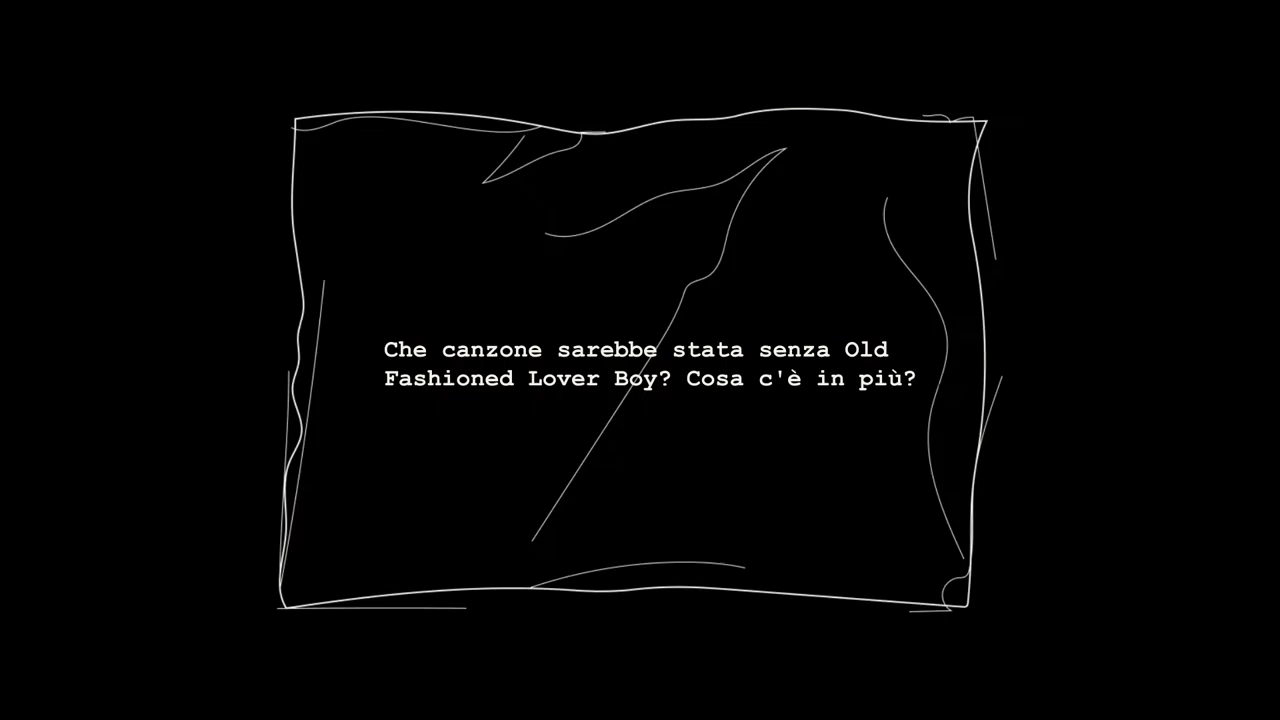 Che canzone sarebbe stata senza Old
Fashioned Lover Boy? Cosa c'è in più?